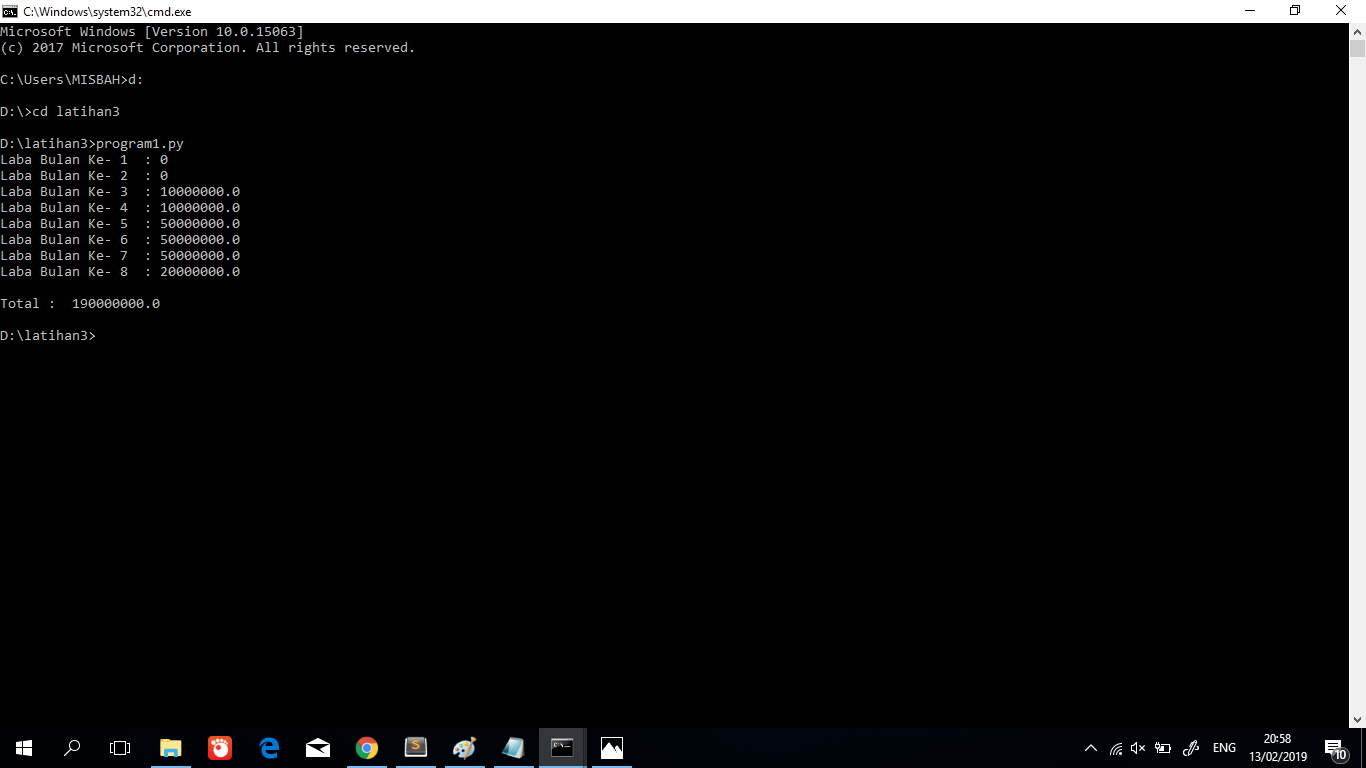 C:\Windows\system32\cmd.exe
Microsoft Windows [Version 10.0.15063]
(c) 2017 Microsoft Corporation. All rights reserved.
C:\Users\MISBAH>d:
D:\>cd latihan3
D:\latihan3>program1.py
Laba Bulan Ke- 1  : 0
Laba Bulan Ke- 2  : 0
Laba Bulan Ke- 3  : 10000000.0
Laba Bulan Ke- 4  : 10000000.0
Laba Bulan Ke- 5  : 50000000.0
Laba Bulan Ke- 6  : 50000000.0
Laba Bulan Ke- 7  : 50000000.0
Laba Bulan Ke- 8  : 20000000.0
Total :  190000000.0
D:\latihan3>
ENG
20:58
13/02/2019
10